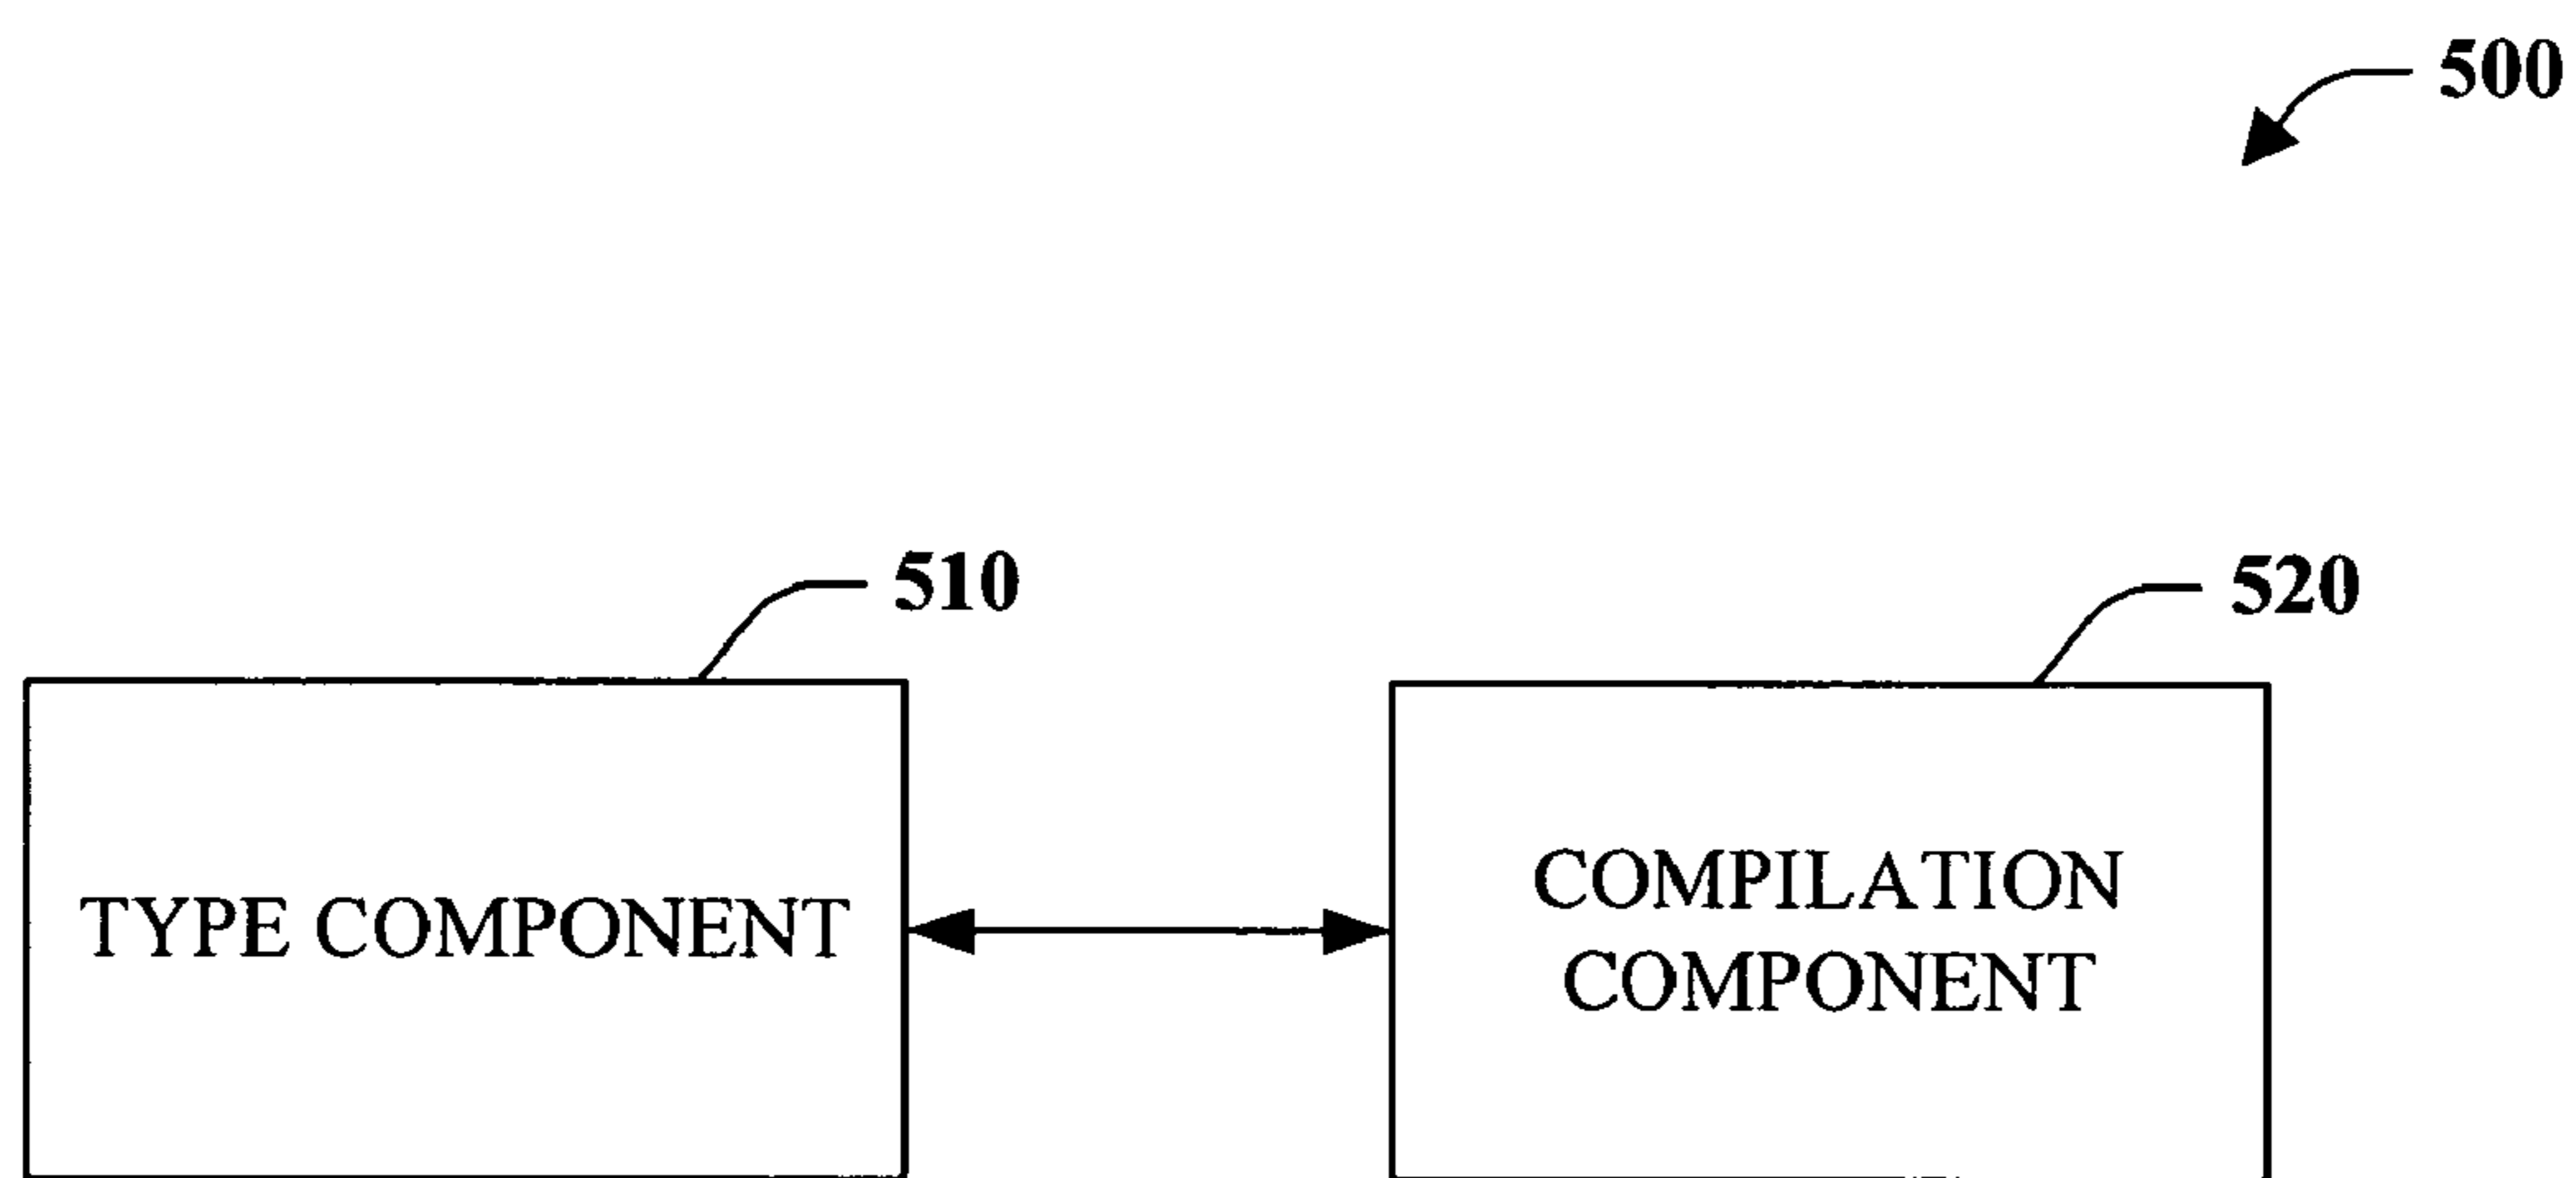 500
510
520
TYPE COMPONENT
COMPILATION
COMPONENT